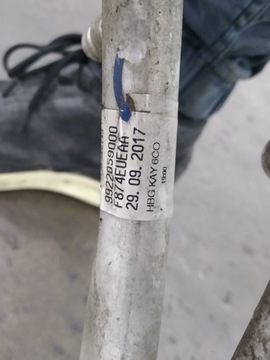 9922059000
F874EUEAA
29. 09. 2017
HBG KAY 6CO